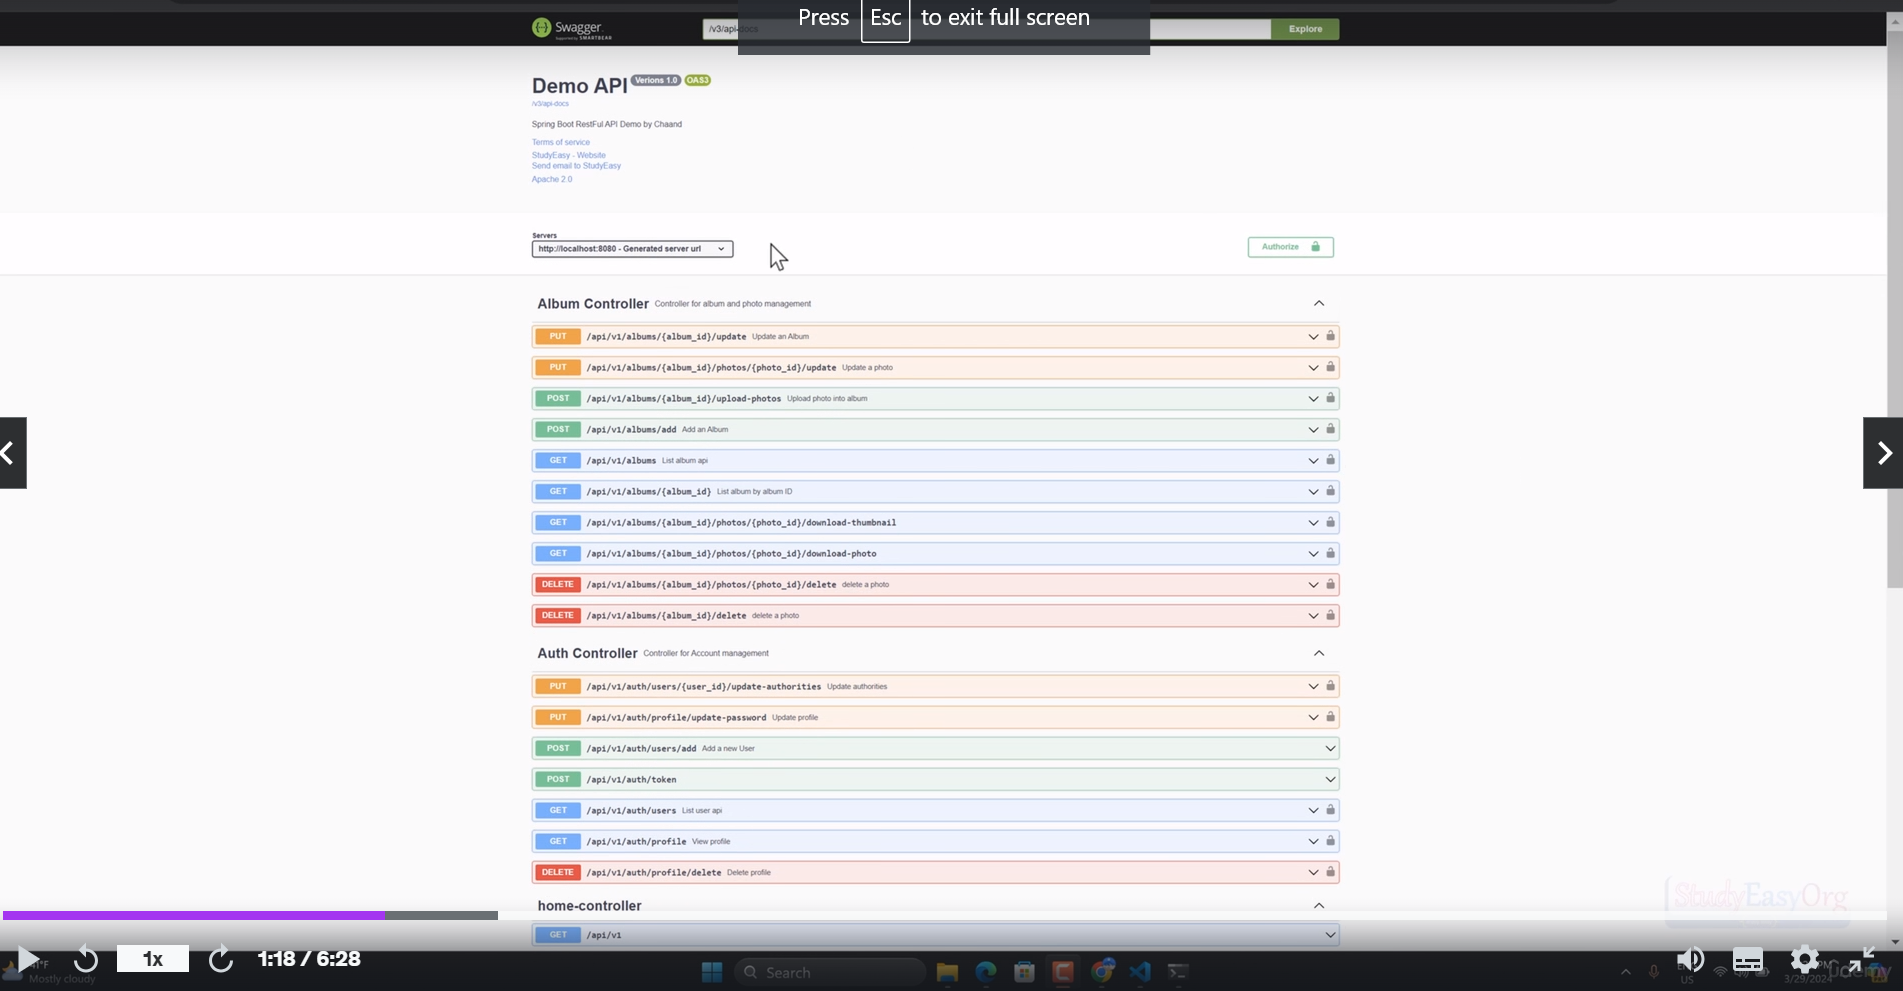 Press Esc to exit full screen
Swagger
Supported by SMARTBEAR
/v3/api-docs
Explore
Demo API Verions 1.0 OAS3
/v3/api-docs
Spring Boot RestFul API Demo by Chaand
Terms of service
StudyEasy - Website
Send email to StudyEasy
Apache 2.0
Servers
http://localhost:8080 - Generated server url
Authorize
Album Controller Controller for album and photo management
PUT /api/v1/albums/{album_id}/update Update an Album
PUT /api/v1/albums/{album_id}/photos/{photo_id}/update Update a photo
POST /api/v1/albums/{album_id}/upload-photos Upload photo into album
POST /api/v1/albums/add Add an Album
GET /api/v1/albums List album api
GET /api/v1/albums/{album_id} List album by album ID
GET /api/v1/albums/{album_id}/photos/{photo_id}/download-thumbnail
GET /api/v1/albums/{album_id}/photos/{photo_id}/download-photo
DELETE /api/v1/albums/{album_id}/photos/{photo_id}/delete delete a photo
DELETE /api/v1/albums/{album_id}/delete delete a photo
Auth Controller Controller for Account management
PUT /api/v1/auth/users/{user_id}/update-authorities Update authorities
PUT /api/v1/auth/profile/update-password Update profile
POST /api/v1/auth/users/add Add a new User
POST /api/v1/auth/token
GET /api/v1/auth/users List user api
GET /api/v1/auth/profile View profile
DELETE /api/v1/auth/profile/delete Delete profile
StudyEasyOrg
home-controller
GET /api/v1
1x
1:18 / 6:28
41°F
Mostly cloudy
Search
US
PM
3/29/2024
Udemy